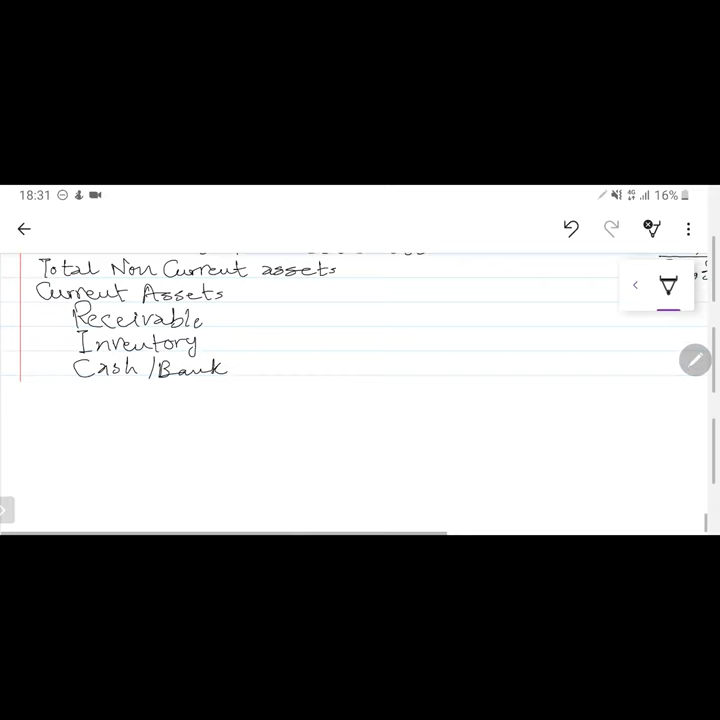 18:31 16%
Total Non Current assets
Current Assets
Receivable
Inventory
Cash/Bank